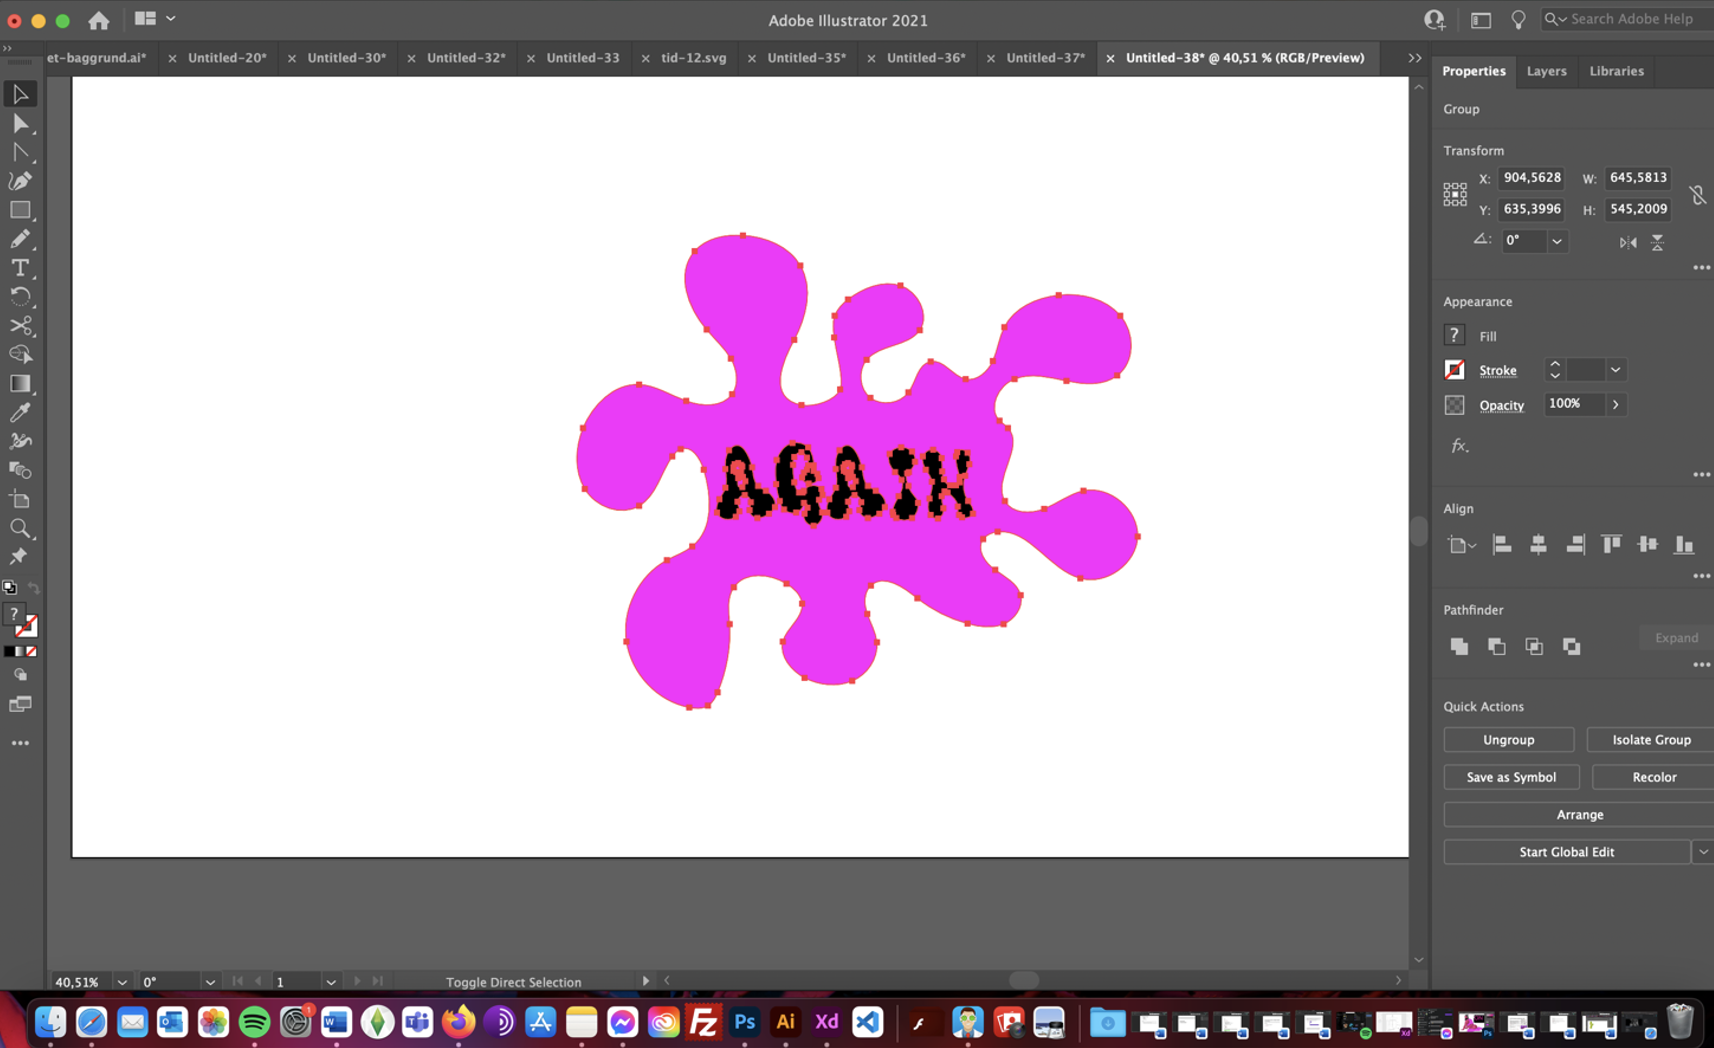 Adobe Illustrator 2021
Search Adobe Help
et-baggrund.ai*
Untitled-20*
Untitled-30*
Untitled-32*
Untitled-33
tid-12.svg
Untitled-35*
Untitled-36*
Untitled-37*
Untitled-38* @ 40,51 % (RGB/Preview)
Properties
Layers
Libraries
Group
Transform
X: 904,5628
W: 645,5813
Y: 635,3996
H: 545,2009
0°
Appearance
? Fill
Stroke
Opacity 100%
fx.
Align
Pathfinder
Expand
Quick Actions
Ungroup
Isolate Group
Save as Symbol
Recolor
Arrange
Start Global Edit
AGAIN
T
?
40,51%
0°
1
Toggle Direct Selection
W
1
Fz
Ps
Ai
Xd